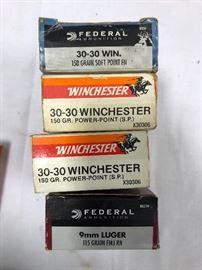 FEDERAL
AMMUNITION
30-30 WIN.
150 GRAIN SOFT POINT FN
WINCHESTER
30-30 WINCHESTER
150 GR. POWER-POINT (S.P.)
X30306
WINCHESTER
30-30 WINCHESTER
150 GR. POWER-POINT (S.P.)
X30306
FEDERAL
AMMUNITION
9mm LUGER
115 GRAIN FMJ RN